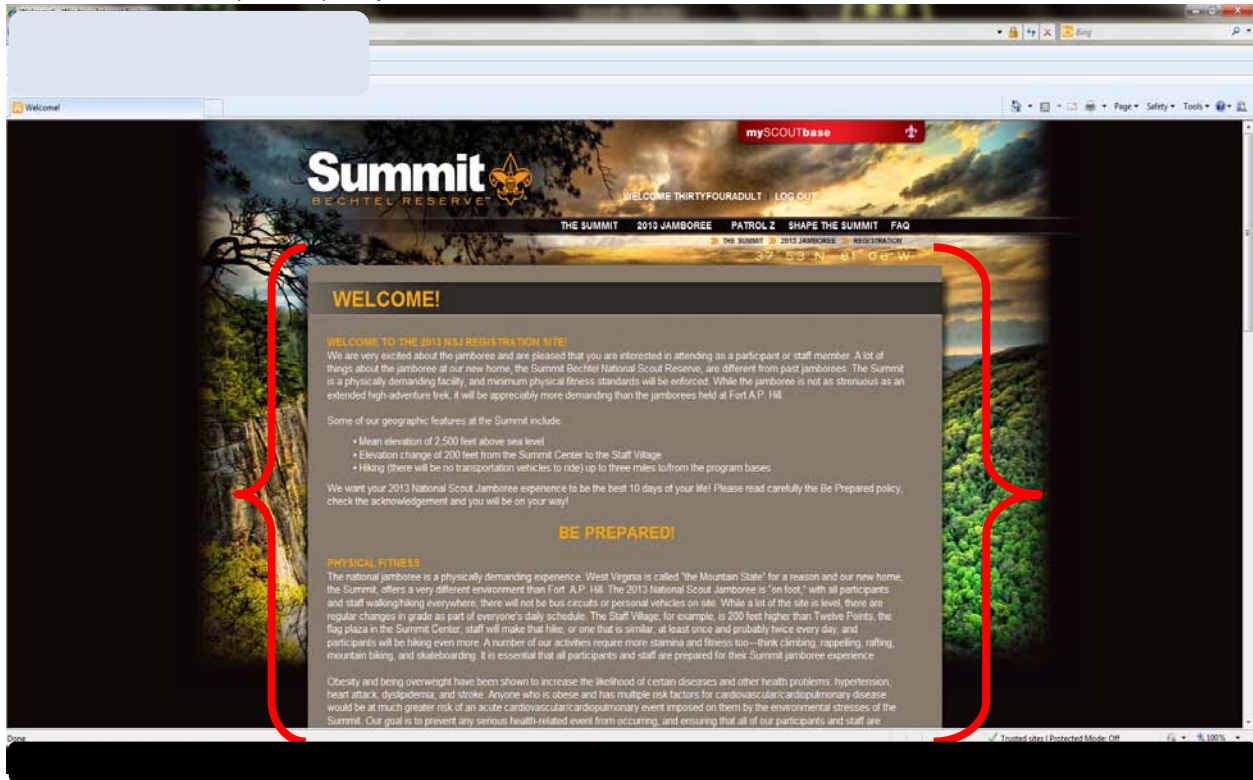 Bing
Welcome!
Page Safety Tools
mySCOUTbase
Summit
BECHTEL RESERVE
WELCOME THIRTYFOURADULT | LOG OUT
THE SUMMIT 2013 JAMBOREE PATROL Z SHAPE THE SUMMIT FAQ
THE SUMMIT 2013 JAMBOREE REGISTRATION
37 53 N 81 06 W
WELCOME!
WELCOME TO THE 2013 NSJ REGISTRATION SITE!
We are very excited about the jamboree and are pleased that you are interested in attending as a participant or staff member. A lot of
things about the jamboree at our new home, the Summit Bechtel National Scout Reserve, are different from past jamborees. The Summit
is a physically demanding facility, and minimum physical fitness standards will be enforced. While the jamboree is not as strenuous as an
extended high-adventure trek, it will be appreciably more demanding than the jamborees held at Fort A.P. Hill.
Some of our geographic features at the Summit include:
• Mean elevation of 2,500 feet above sea level
• Elevation change of 200 feet from the Summit Center to the Staff Village
• Hiking (there will be no transportation vehicles to ride) up to three miles to/from the program bases
We want your 2013 National Scout Jamboree experience to be the best 10 days of your life! Please read carefully the Be Prepared policy,
check the acknowledgement and you will be on your way!
BE PREPARED!
PHYSICAL FITNESS
The national jamboree is a physically demanding experience. West Virginia is called "the Mountain State" for a reason and our new home,
the Summit, offers a very different environment than Fort A.P. Hill. The 2013 National Scout Jamboree is "on foot," with all participants
and staff walking/hiking everywhere; there will not be bus circuits or personal vehicles on site. While a lot of the site is level, there are
regular changes in grade as part of everyone's daily schedule. The Staff Village, for example, is 200 feet higher than Twelve Points, the
flag plaza in the Summit Center; staff will make that hike, or one that is similar, at least once and probably twice every day, and
participants will be hiking even more. A number of our activities require more stamina and fitness too—think climbing, rappelling, rafting,
mountain biking, and skateboarding. It is essential that all participants and staff are prepared for their Summit jamboree experience.
Obesity and being overweight have been shown to increase the likelihood of certain diseases and other health problems: hypertension,
heart attack, dyslipidemia, and stroke. Anyone who is obese and has multiple risk factors for cardiovascular/cardiopulmonary disease
would be at much greater risk of an acute cardiovascular/cardiopulmonary event imposed on them by the environmental stresses of the
Summit. Our goal is to prevent any serious health-related event from occurring, and ensuring that all of our participants and staff are
Done
Trusted sites | Protected Mode: Off
100%